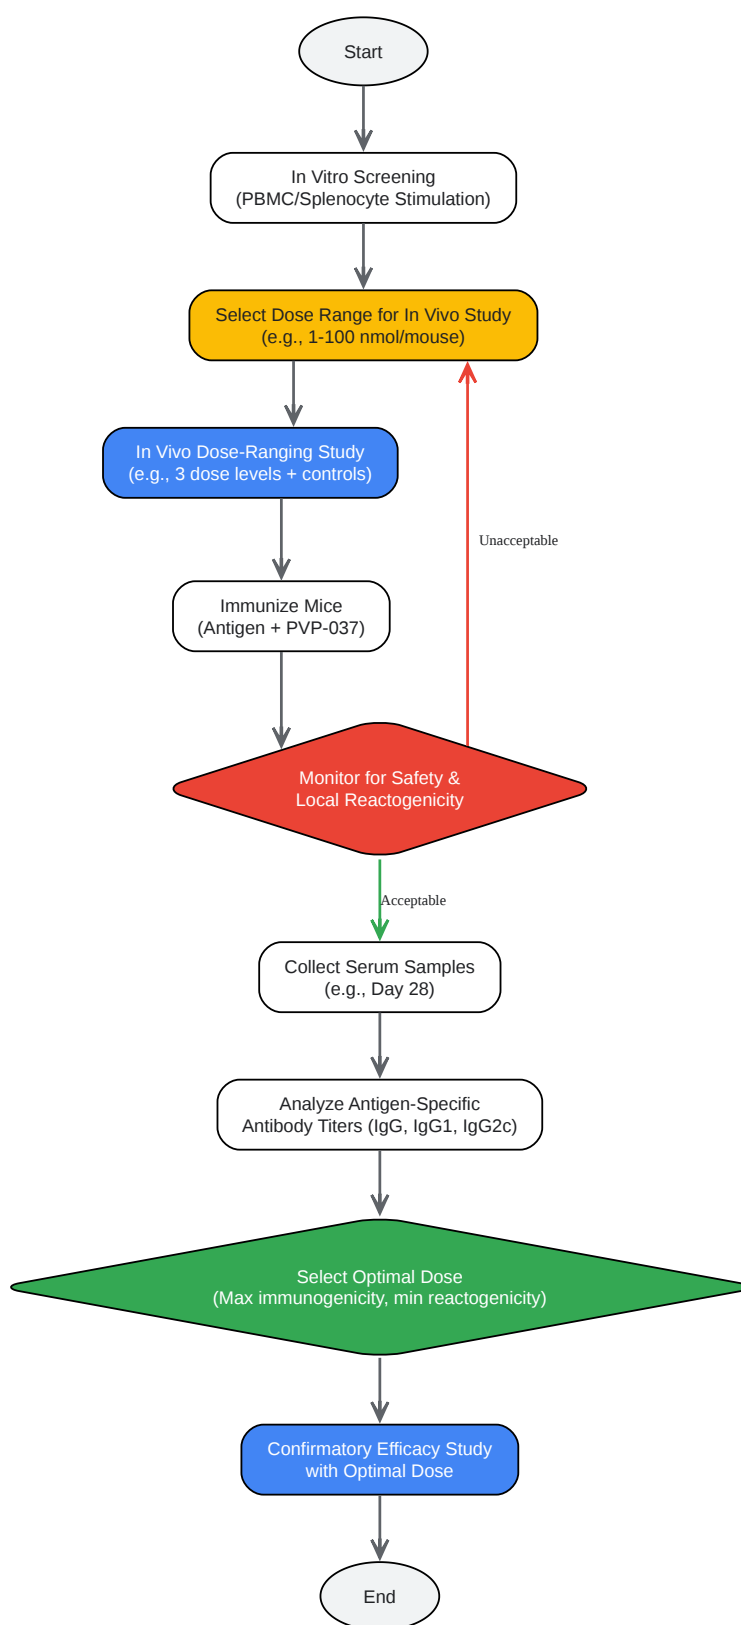 Start
In Vitro Screening
(PBMC/Splenocyte Stimulation)
Select Dose Range for In Vivo Study
(e.g., 1-100 nmol/mouse)
In Vivo Dose-Ranging Study
(e.g., 3 dose levels + controls)
Unacceptable
Immunize Mice
(Antigen + PVP-037)
Monitor for Safety &
Local Reactogenicity
Acceptable
Collect Serum Samples
(e.g., Day 28)
Analyze Antigen-Specific
Antibody Titers (IgG, IgG1, IgG2c)
Select Optimal Dose
(Max immunogenicity, min reactogenicity)
Confirmatory Efficacy Study
with Optimal Dose
End